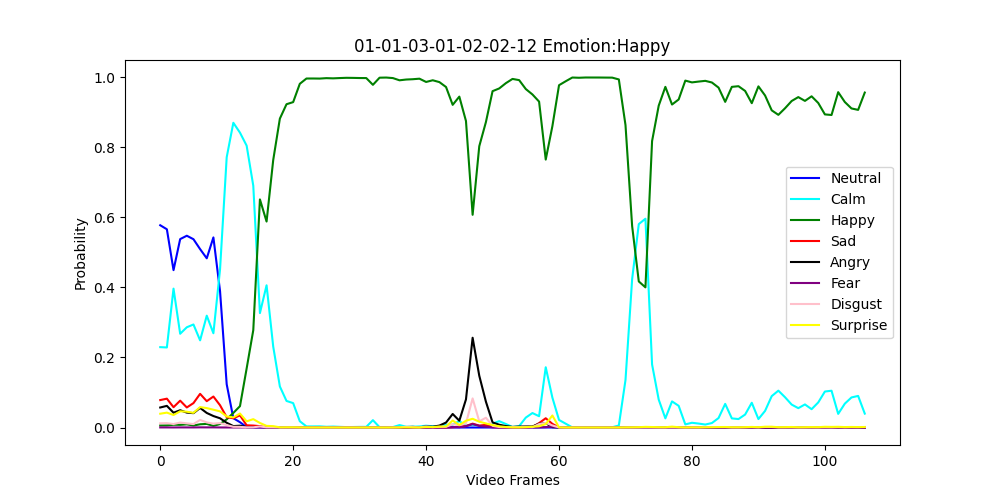 01-01-03-01-02-02-12 Emotion:Happy
Probability
1.0
0.8
0.6
0.4
0.2
0.0
0
20
40
60
80
100
Video Frames
Neutral
Calm
Happy
Sad
Angry
Fear
Disgust
Surprise